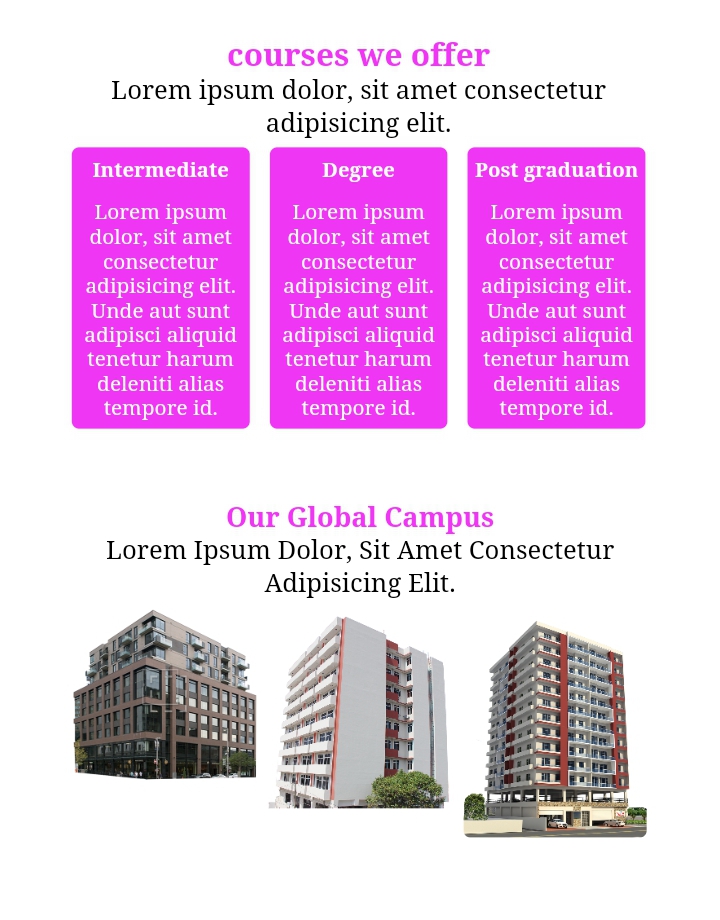 courses we offer
Lorem ipsum dolor, sit amet consectetur
adipisicing elit.
Intermediate
Lorem ipsum
dolor, sit amet
consectetur
adipisicing elit.
Unde aut sunt
adipisci aliquid
tenetur harum
deleniti alias
tempore id.
Degree
Lorem ipsum
dolor, sit amet
consectetur
adipisicing elit.
Unde aut sunt
adipisci aliquid
tenetur harum
deleniti alias
tempore id.
Post graduation
Lorem ipsum
dolor, sit amet
consectetur
adipisicing elit.
Unde aut sunt
adipisci aliquid
tenetur harum
deleniti alias
tempore id.
Our Global Campus
Lorem Ipsum Dolor, Sit Amet Consectetur
Adipisicing Elit.